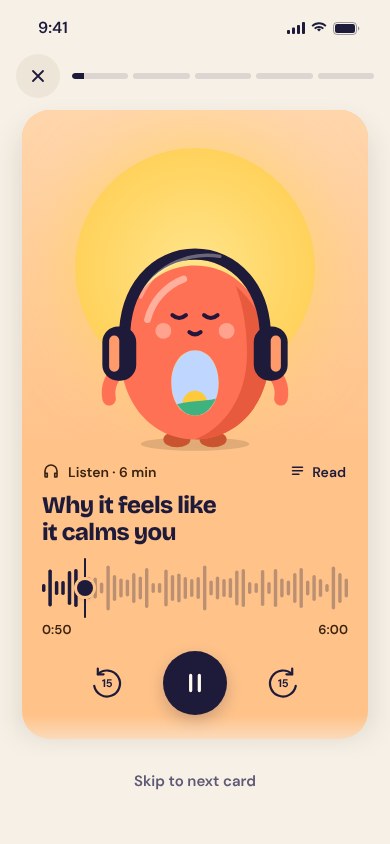 9:41
Listen · 6 min
Read
Why it feels like
it calms you
0:50
6:00
15
15
Skip to next card